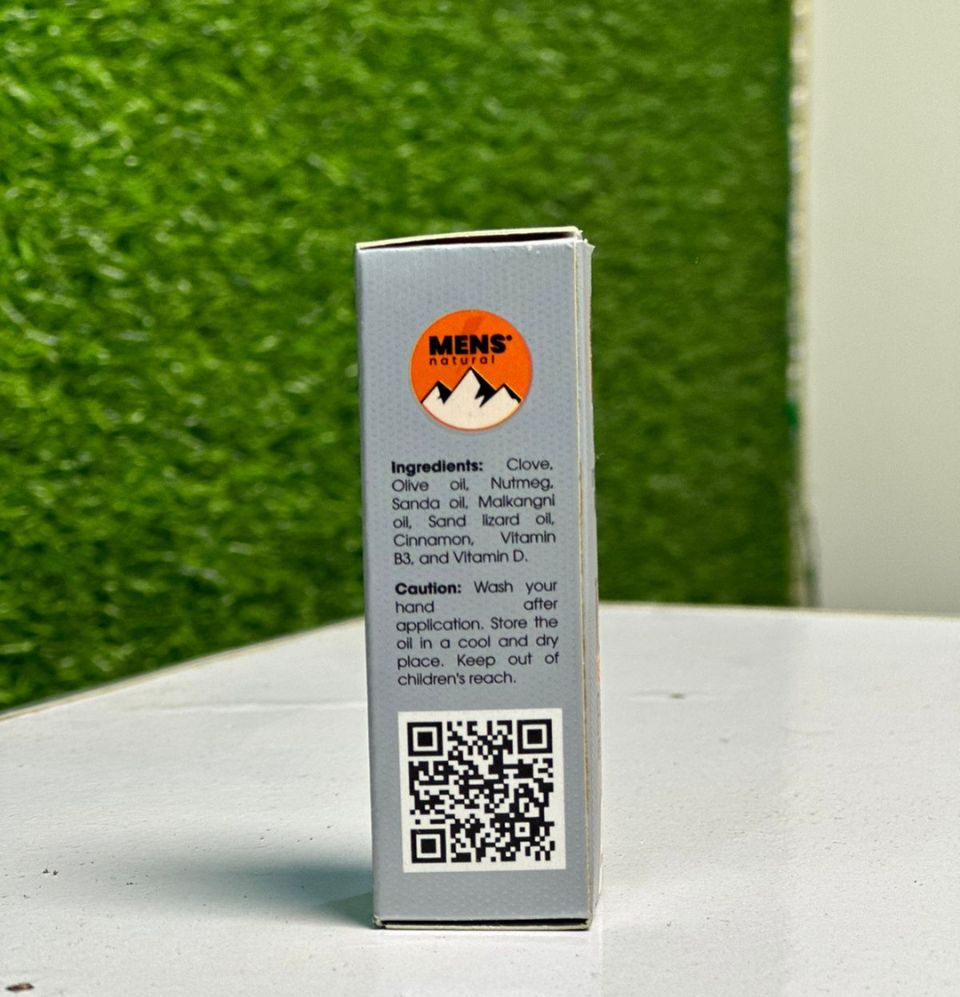 MENS
natural
Ingredients: Clove,
Olive oil, Nutmeg,
Sanda oil, Malkangni
oil, Sand lizard oil,
Cinnamon, Vitamin
B3, and Vitamin D.
Caution: Wash your
hand after
application. Store the
oil in a cool and dry
place. Keep out of
children's reach.